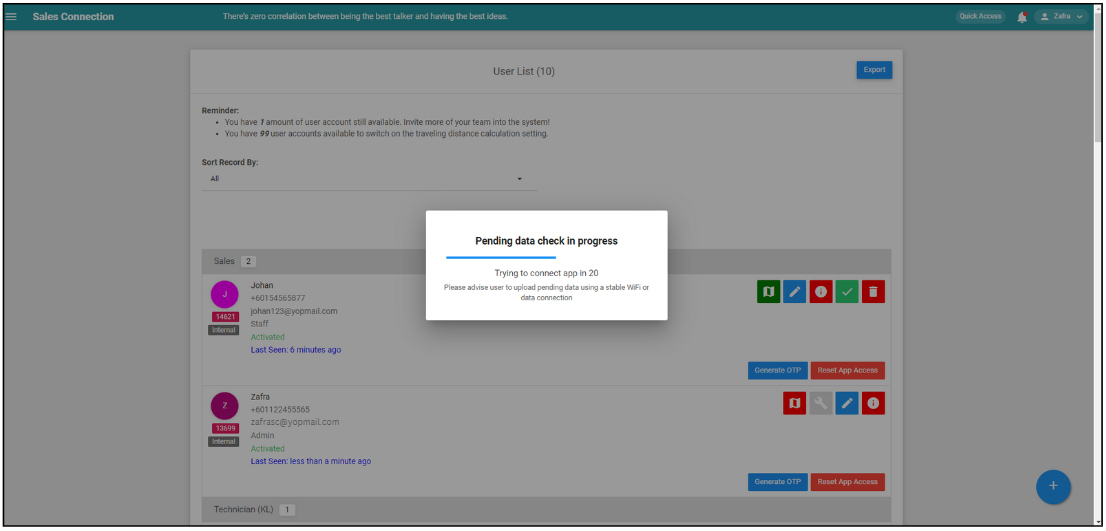 Sales Connection
There's zero correlation between being the best talker and having the best ideas.
Quick Access
Zafra
User List (10)
Export
Reminder:
You have 1 amount of user account still available. Invite more of your team into the system!
You have 99 user accounts available to switch on the traveling distance calculation setting.
Sort Record By:
All
Pending data check in progress
Trying to connect app in 20
Please advise user to upload pending data using a stable WiFi or
data connection
Sales 2
J
14621
Internal
Johan
+60154565877
johan123@yopmail.com
Staff
Activated
Last Seen: 6 minutes ago
Generate OTP
Reset App Access
Z
13699
Internal
Zafra
+601122455565
zafrasc@yopmail.com
Admin
Activated
Last Seen: less than a minute ago
Generate OTP
Reset App Access
Technician (KL) 1